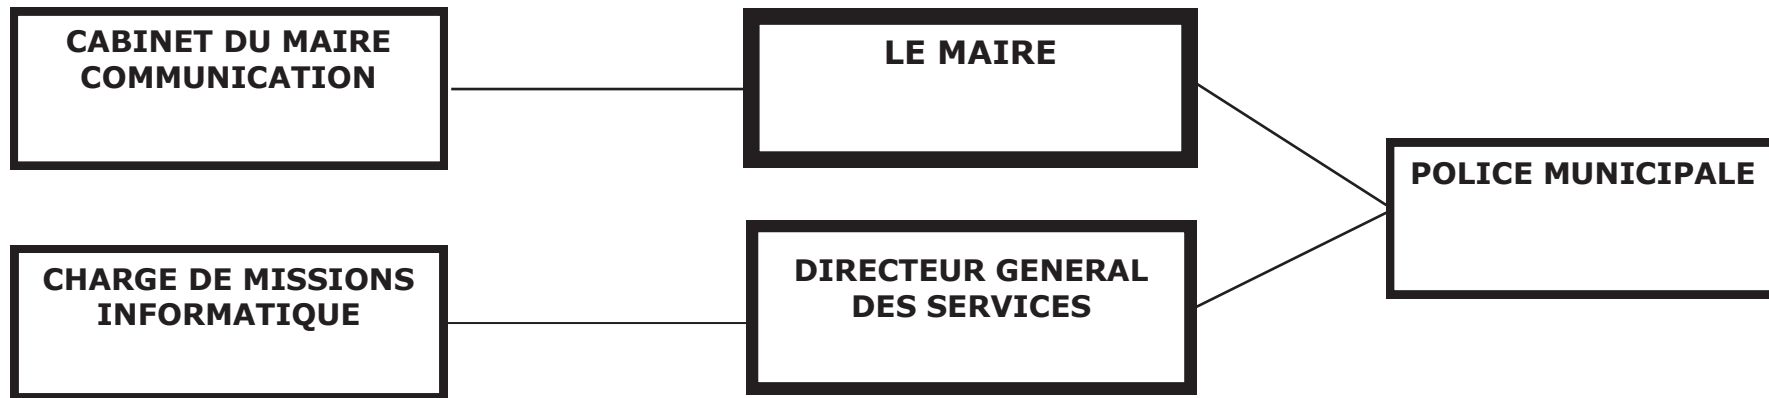 CABINET DU MAIRE
COMMUNICATION
LE MAIRE
POLICE MUNICIPALE
CHARGE DE MISSIONS
INFORMATIQUE
DIRECTEUR GENERAL
DES SERVICES